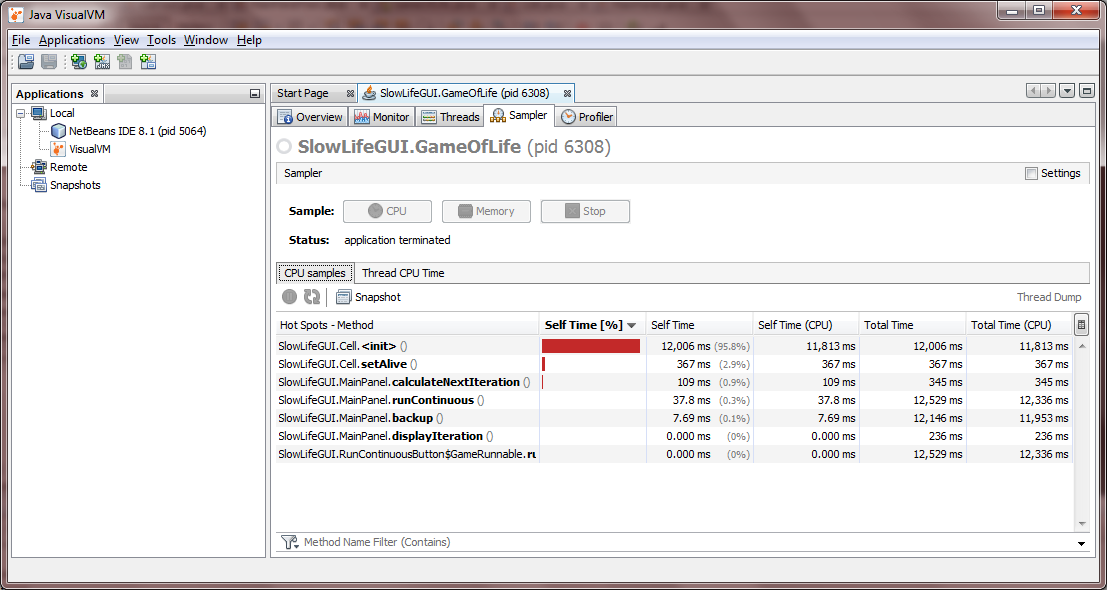 Java VisualVM
File Applications View Tools Window Help
Applications
Local
NetBeans IDE 8.1 (pid 5064)
VisualVM
Remote
Snapshots
Start Page SlowLifeGUI.GameOfLife (pid 6308)
Overview Monitor Threads Sampler Profiler
SlowLifeGUI.GameOfLife (pid 6308)
Sampler Settings
Sample: CPU Memory Stop
Status: application terminated
CPU samples Thread CPU Time
Snapshot Thread Dump
Hot Spots - Method Self Time [%] Self Time Self Time (CPU) Total Time Total Time (CPU)
SlowLifeGUI.Cell.<init> () 12,006 ms (95.8%) 11,813 ms 12,006 ms 11,813 ms
SlowLifeGUI.Cell.setAlive () 367 ms (2.9%) 367 ms 367 ms 367 ms
SlowLifeGUI.MainPanel.calculateNextIteration () 109 ms (0.9%) 109 ms 345 ms 345 ms
SlowLifeGUI.MainPanel.runContinuous () 37.8 ms (0.3%) 37.8 ms 12,529 ms 12,336 ms
SlowLifeGUI.MainPanel.backup () 7.69 ms (0.1%) 7.69 ms 12,146 ms 11,953 ms
SlowLifeGUI.MainPanel.displayIteration () 0.000 ms (0%) 0.000 ms 236 ms 236 ms
SlowLifeGUI.RunContinuousButton$GameRunnable.ru 0.000 ms (0%) 0.000 ms 12,529 ms 12,336 ms
Method Name Filter (Contains)